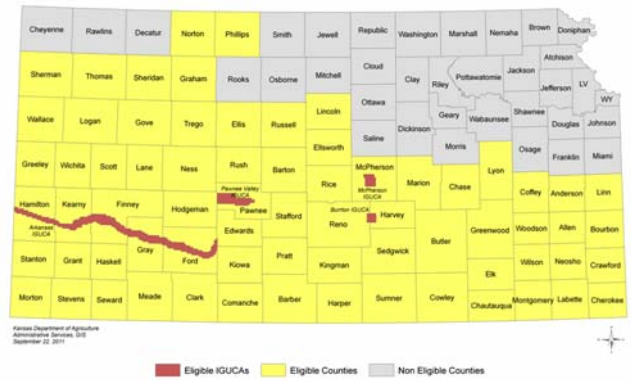 Cheyenne Rawlins Decatur Norton Phillips Smith Jewell Republic Washington Marshall Nemaha Brown Doniphan
Atchison
Sherman Thomas Sheridan Graham Rooks Osborne Mitchell Cloud Clay Riley Pottawatomie Jackson Jefferson LV
WY
Wallace Logan Gove Trego Ellis Russell Lincoln Ottawa Geary Wabaunsee Shawnee Douglas Johnson
Saline Dickinson
Ellsworth Morris Osage Franklin Miami
Greeley Wichita Scott Lane Ness Rush Barton Rice McPherson Marion Chase Lyon Coffey Anderson Linn
McPherson
IGUCA
Pawnee Valley
IGUCA
Hamilton Kearny Finney Hodgeman Pawnee Stafford Reno Harvey
Burrton IGUCA
Arkansas
IGUCA
Edwards Sedgwick Butler Greenwood Woodson Allen Bourbon
Stanton Grant Haskell Gray Ford Kiowa Pratt Kingman Elk Wilson Neosho Crawford
Morton Stevens Seward Meade Clark Comanche Barber Harper Sumner Cowley Chautauqua Montgomery Labette Cherokee
Kansas Department of Agriculture
Administrative Services, GIS
September 22, 2011
Eligible IGUCAs Eligible Counties Non Eligible Counties